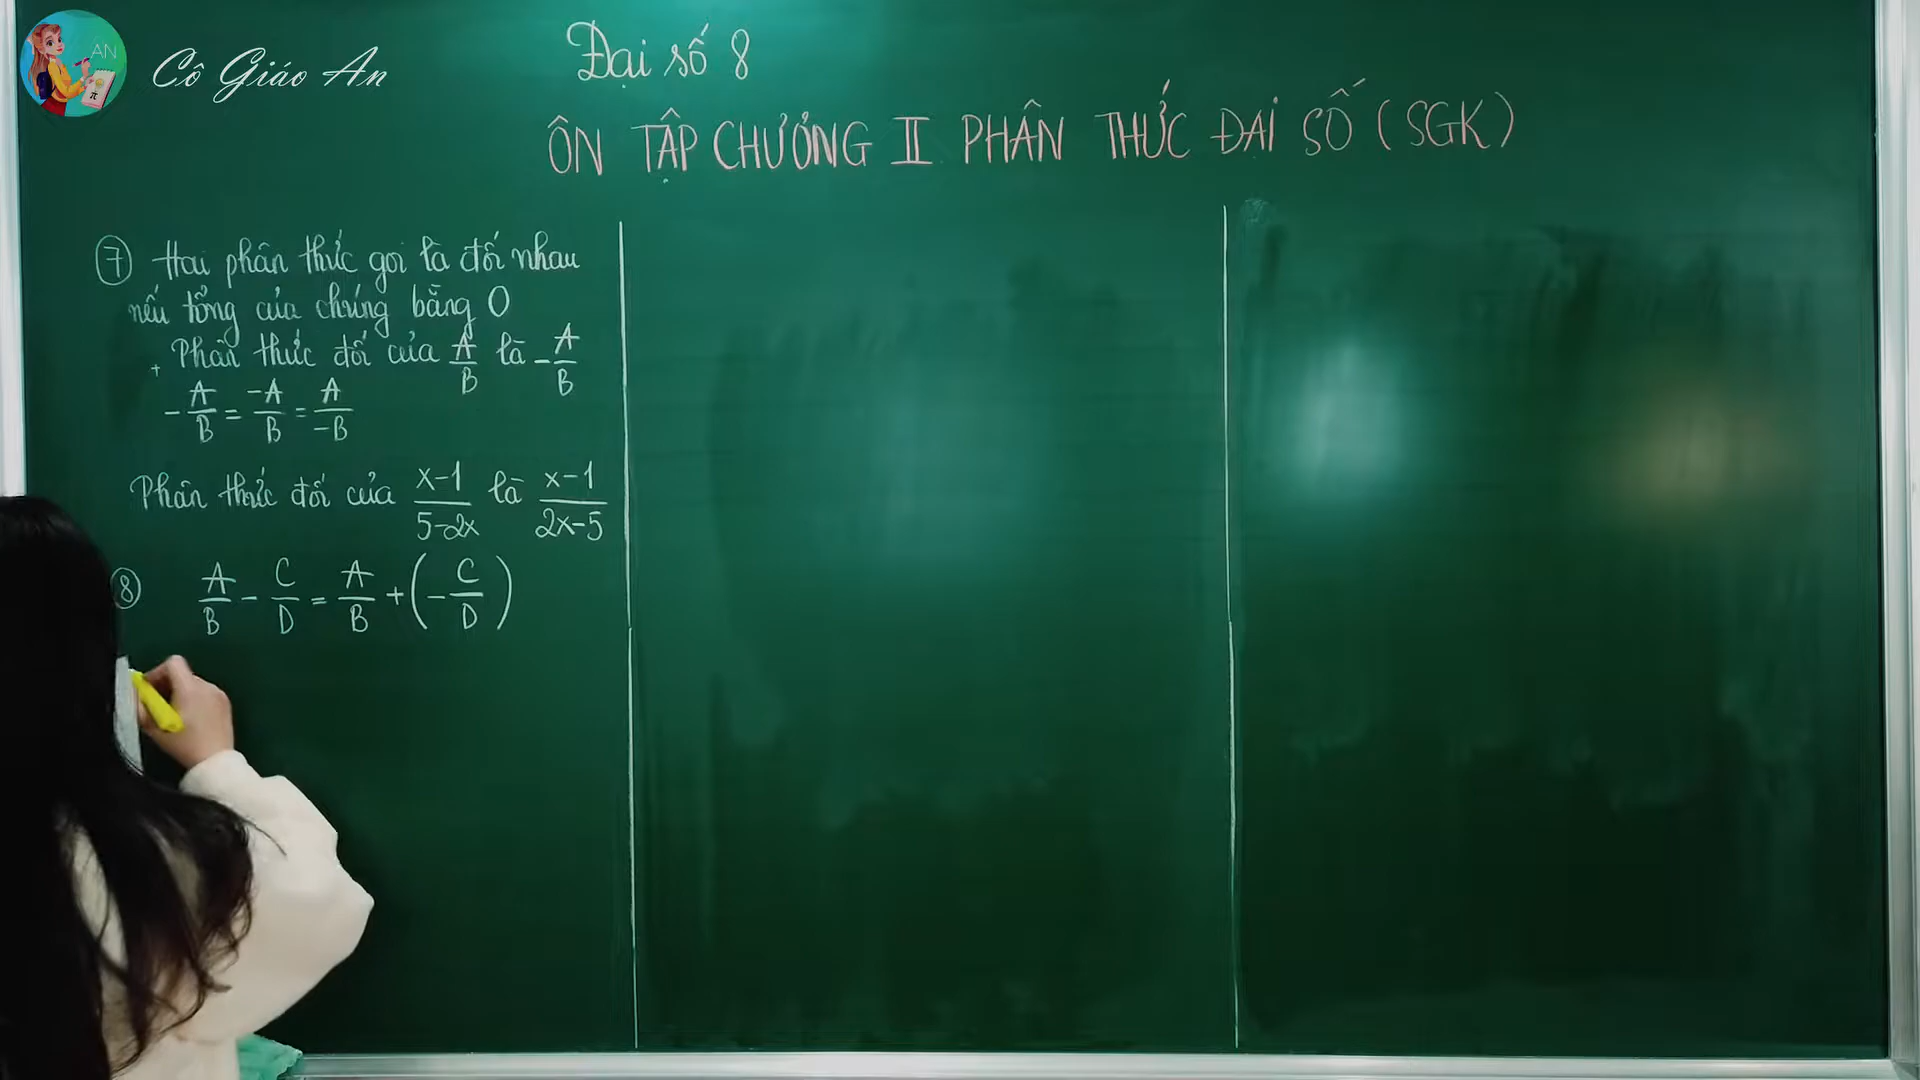 AN
Cô Giáo An
Đại số 8
ÔN TẬP CHƯƠNG II PHÂN THỨC ĐẠI SỐ (SGK)
⑦ Hai phân thức gọi là đối nhau
nếu tổng của chúng bằng 0
+ Phân thức đối của A/B là -A/B
-A/B = -A/B = A/-B
Phân thức đối của x-1/5-2x là x-1/2x-5
⑧ A/B - C/D = A/B + (-C/D)